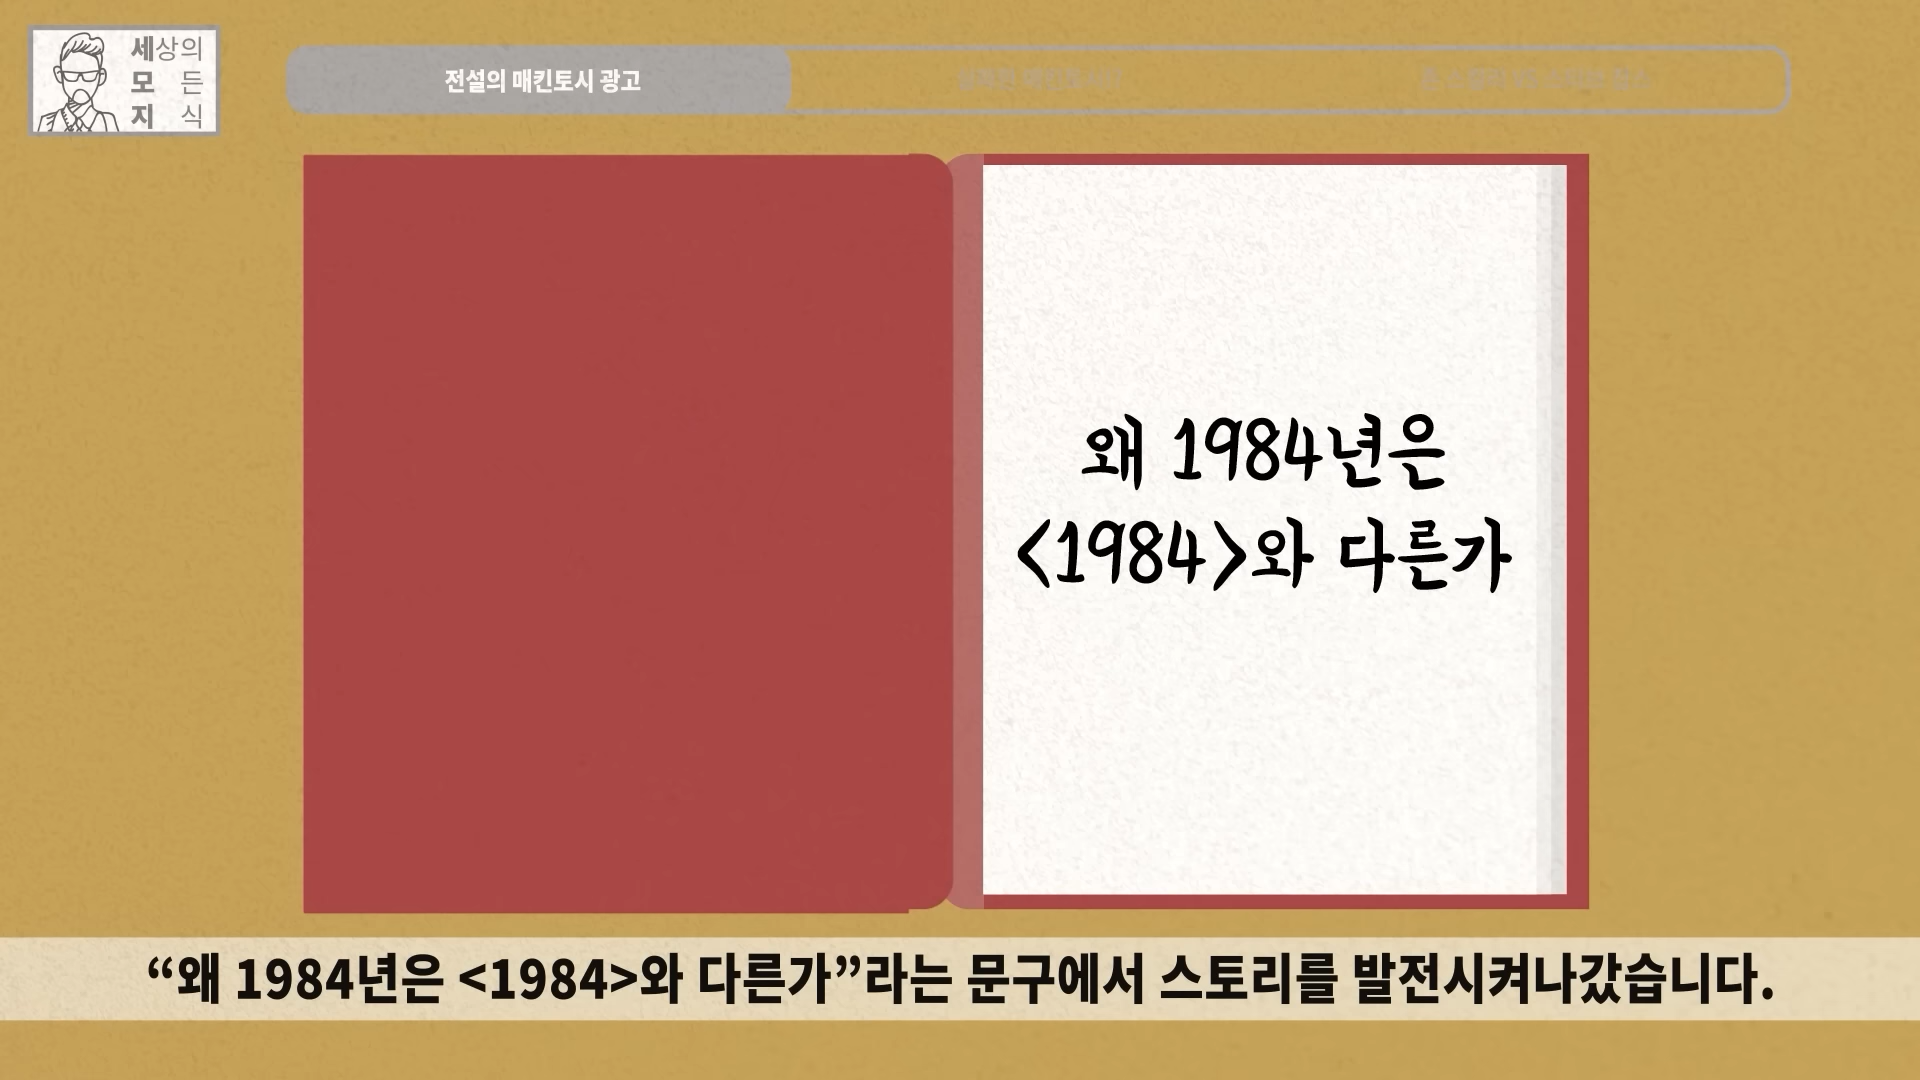 세상의
모든
지식
전설의 매킨토시 광고
왜 1984년은
<1984>와 다른가
“왜 1984년은 <1984>와 다른가”라는 문구에서 스토리를 발전시켜나갔습니다.